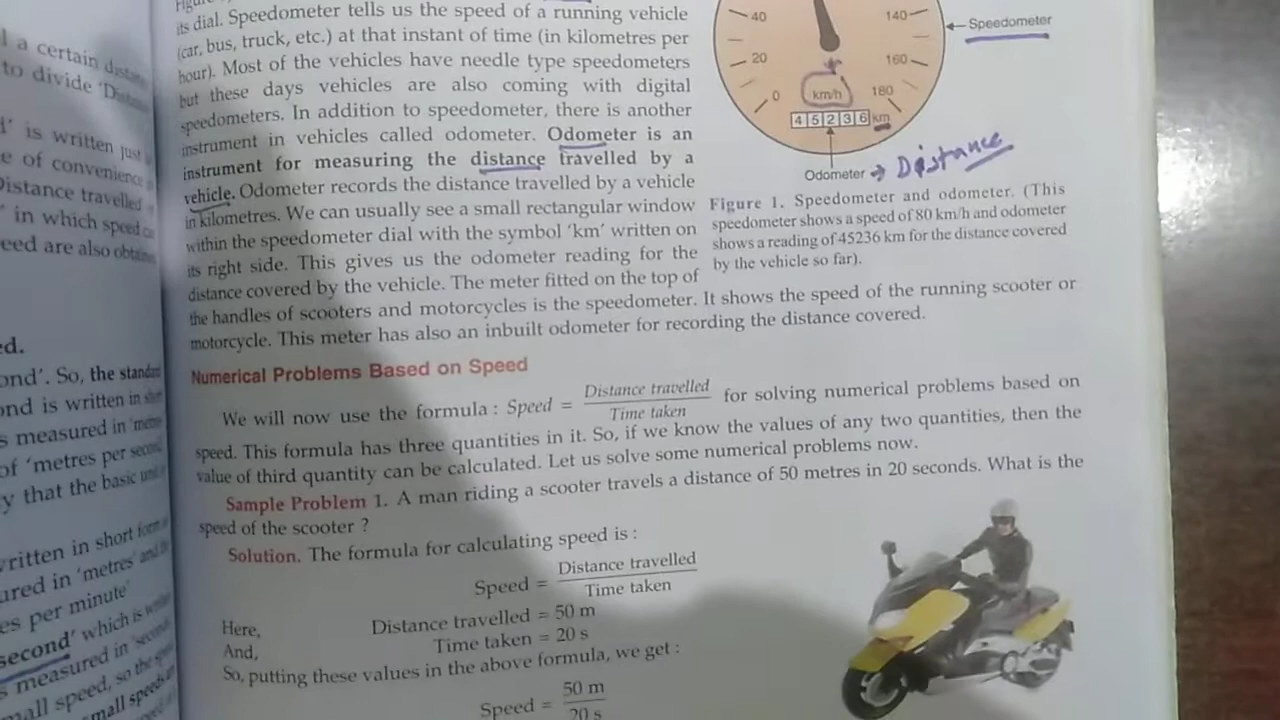 its dial. Speedometer tells us the speed of a running vehicle
(car, bus, truck, etc.) at that instant of time (in kilometres per
hour). Most of the vehicles have needle type speedometers
but these days vehicles are also coming with digital
speedometers. In addition to speedometer, there is another
instrument in vehicles called odometer. Odometer is an
instrument for measuring the distance travelled by a
vehicle. Odometer records the distance travelled by a vehicle
in kilometres. We can usually see a small rectangular window
within the speedometer dial with the symbol 'km' written on
its right side. This gives us the odometer reading for the
distance covered by the vehicle. The meter fitted on the top of
the handles of scooters and motorcycles is the speedometer. It shows the speed of the running scooter or
motorcycle. This meter has also an inbuilt odometer for recording the distance covered.
40
140
20
160
0
180
km/h
45236 km
Speedometer
Odometer → Distance
Figure 1. Speedometer and odometer. (This
speedometer shows a speed of 80 km/h and odometer
shows a reading of 45236 km for the distance covered
by the vehicle so far).
Numerical Problems Based on Speed
We will now use the formula : Speed = Distance travelled / Time taken for solving numerical problems based on
speed. This formula has three quantities in it. So, if we know the values of any two quantities, then the
value of third quantity can be calculated. Let us solve some numerical problems now.
Sample Problem 1. A man riding a scooter travels a distance of 50 metres in 20 seconds. What is the
speed of the scooter ?
Solution. The formula for calculating speed is :
Speed = Distance travelled / Time taken
Here, Distance travelled = 50 m
And, Time taken = 20 s
So, putting these values in the above formula, we get :
Speed = 50 m / 20 s
a certain
to divide
is written just
e of convenience
Distance travelled
in which speed
eed are also
ed.
ond'. So, the standard
ond is written in
s measured in
of 'metres per second
y that the basic unit
written in short form
ured in 'metres' and
es per minute'
second' which is
s measured in
mall speed, so the
small speeds